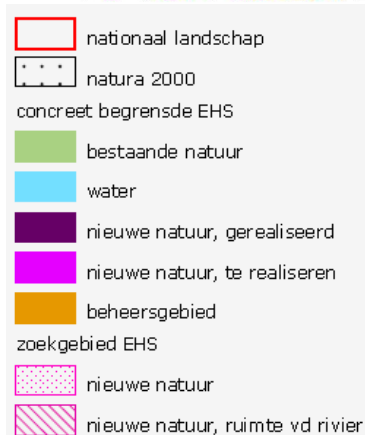 nationaal landschap
natura 2000
concreet begrensde EHS
bestaande natuur
water
nieuwe natuur, gerealiseerd
nieuwe natuur, te realiseren
beheersgebied
zoekgebied EHS
nieuwe natuur
nieuwe natuur, ruimte vd rivier